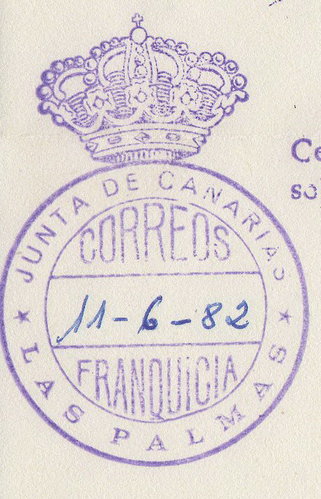 JUNTA DE CANARIAS
CORREOS
11-6-82
FRANQUiCIA
LAS PALMAS